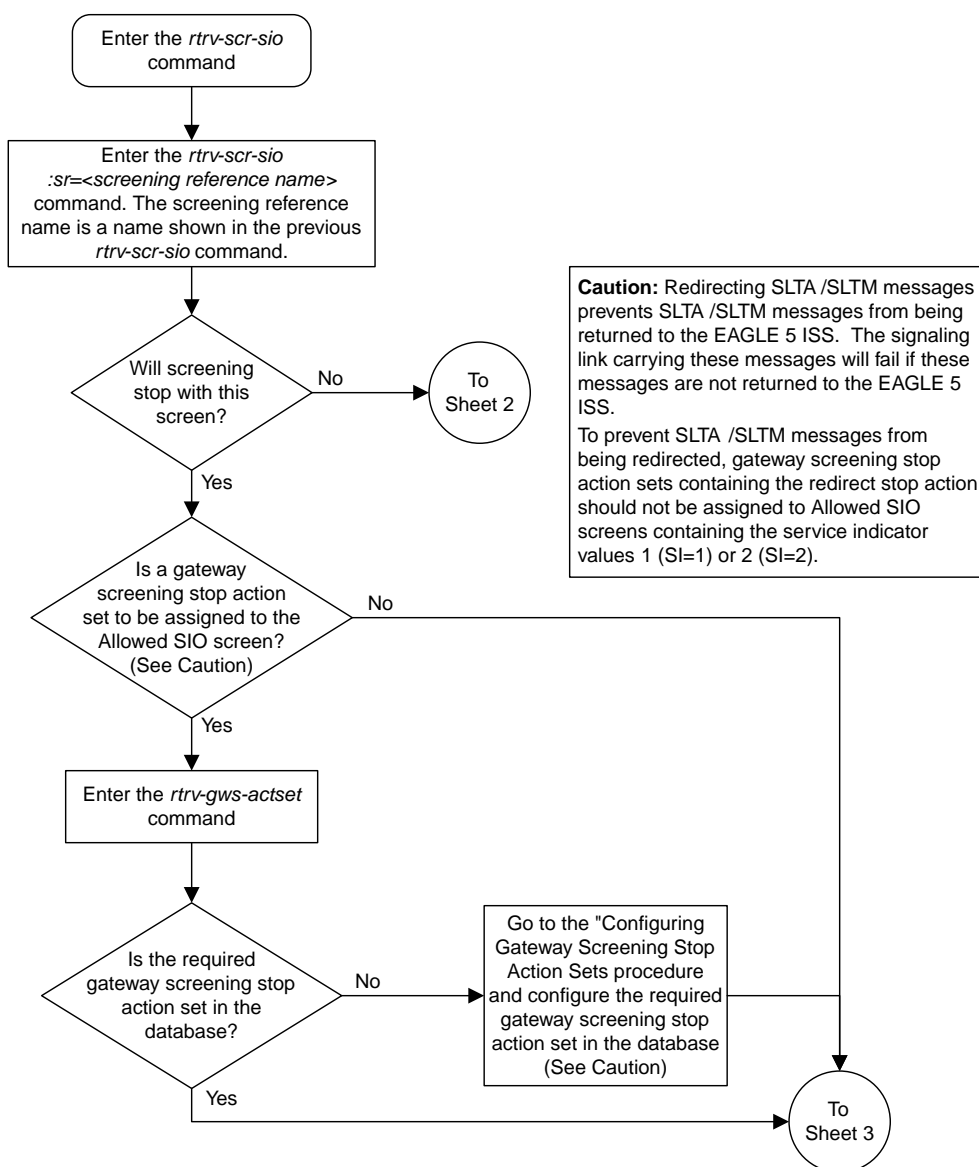 Enter the rtrv-scr-sio
command
Enter the rtrv-scr-sio
:sr=<screening reference name>
command. The screening reference
name is a name shown in the previous
rtrv-scr-sio command.
Will screening
stop with this
screen?
No
To
Sheet 2
Yes
Caution: Redirecting SLTA /SLTM messages
prevents SLTA /SLTM messages from being
returned to the EAGLE 5 ISS. The signaling
link carrying these messages will fail if these
messages are not returned to the EAGLE 5
ISS.
To prevent SLTA /SLTM messages from
being redirected, gateway screening stop
action sets containing the redirect stop action
should not be assigned to Allowed SIO
screens containing the service indicator
values 1 (SI=1) or 2 (SI=2).
Is a gateway
screening stop action
set to be assigned to the
Allowed SIO screen?
(See Caution)
No
Yes
Enter the rtrv-gws-actset
command
Is the required
gateway screening stop
action set in the
database?
No
Go to the "Configuring
Gateway Screening Stop
Action Sets procedure
and configure the required
gateway screening stop
action set in the database
(See Caution)
Yes
To
Sheet 3